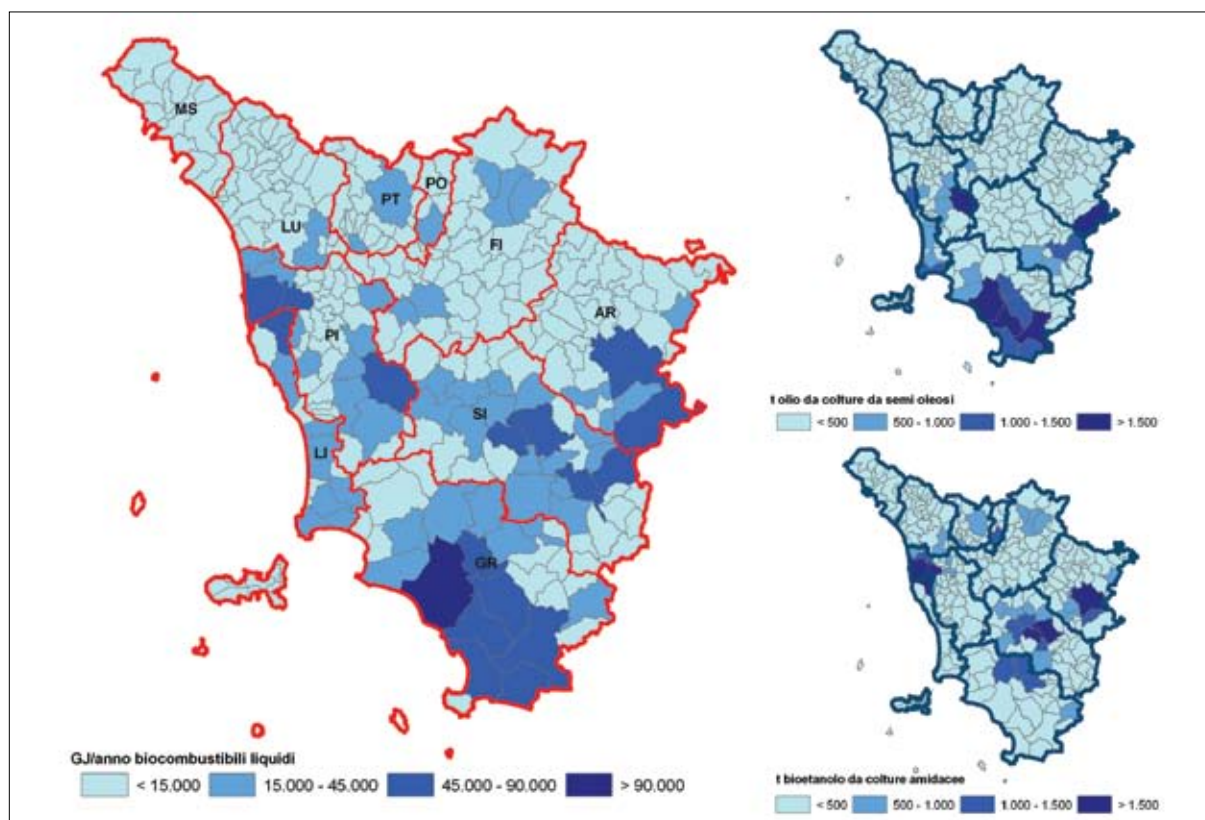 MS
PO
PT
LU
FI
PI
AR
SI
LI
GR
GJ/anno biocombustibili liquidi
< 15.000 15.000 - 45.000 45.000 - 90.000 > 90.000
t olio da colture da semi oleosi
< 500 500 - 1.000 1.000 - 1.500 > 1.500
t bioetanolo da colture amidacee
< 500 500 - 1.000 1.000 - 1.500 > 1.500